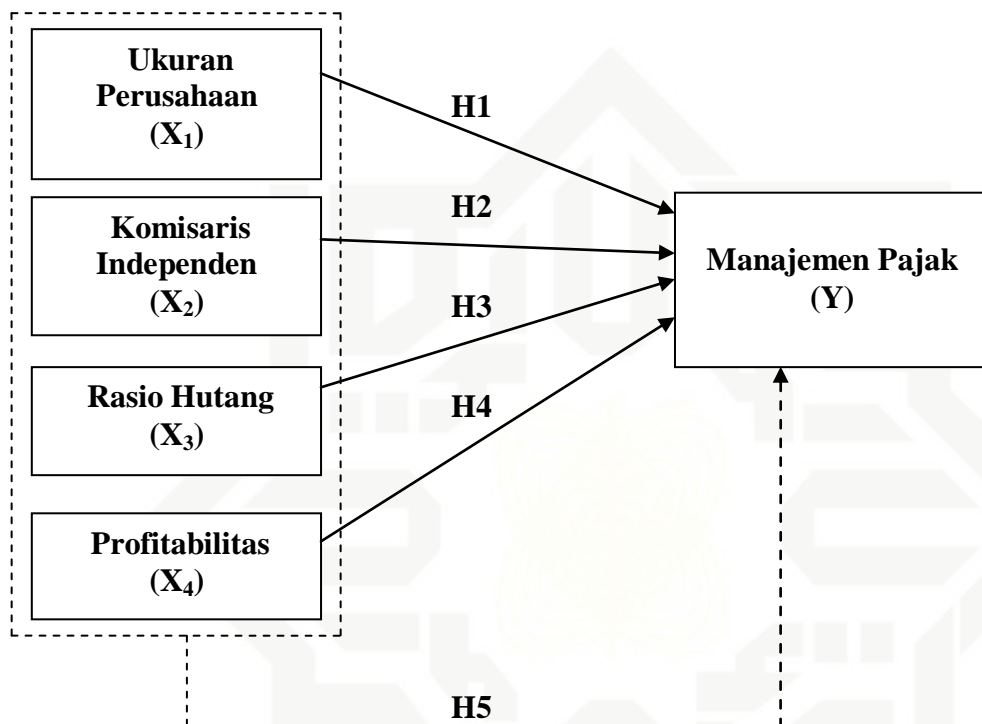 Ukuran
Perusahaan
(X₁)
H1
Komisaris
Independen
(X₂)
H2
Manajemen Pajak
(Y)
H3
Rasio Hutang
(X₃)
H4
Profitabilitas
(X₄)
H5